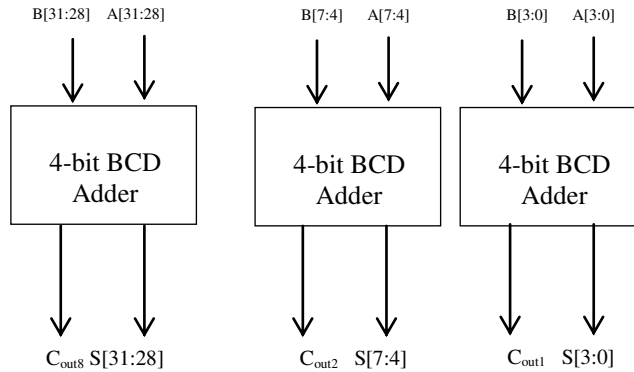 B[31:28] A[31:28] B[7:4] A[7:4] B[3:0] A[3:0]
4-bit BCD Adder
4-bit BCD Adder
4-bit BCD Adder
Cout8 S[31:28] Cout2 S[7:4] Cout1 S[3:0]